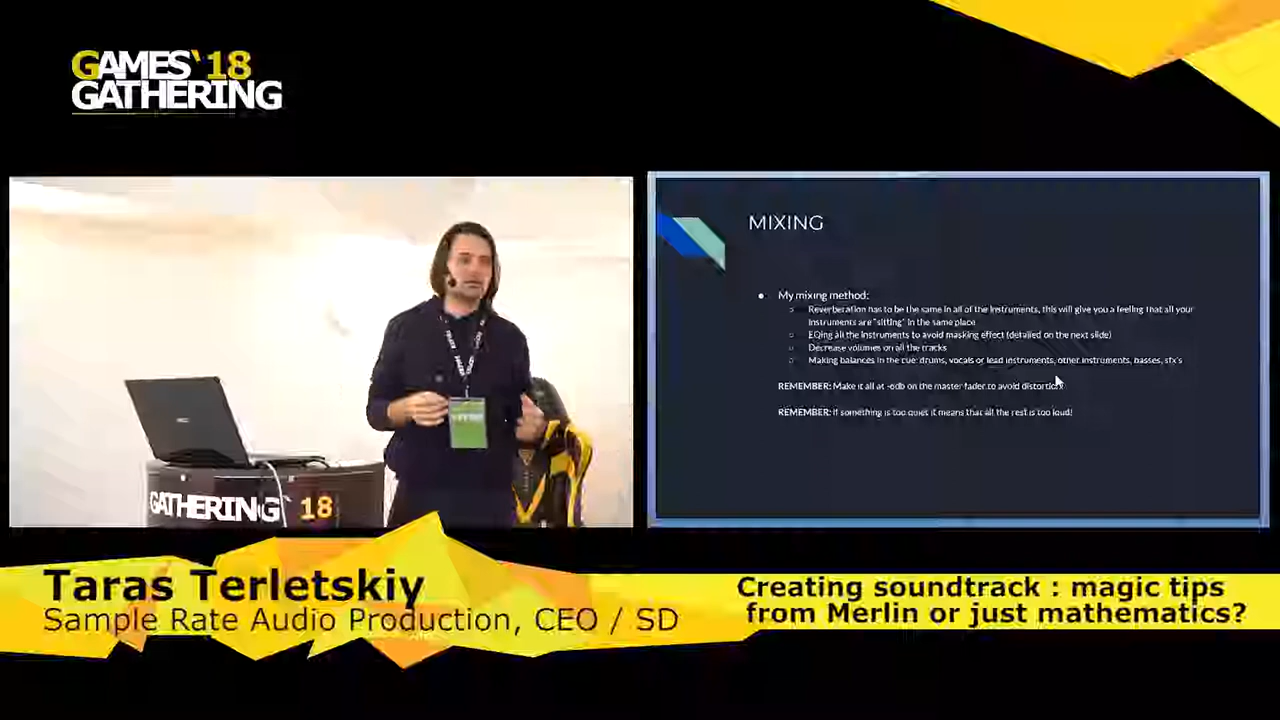 GAMES`18
GATHERING
MIXING
My mixing method:
Reverberation has to be the same in all of the instruments, this will give you a feeling that all your
instruments are "sitting" in the same place
EQing all the instruments to avoid masking effect (detailed on the next slide)
Decrease volumes on all the tracks
Making balances in the cue: drums, vocals or lead instruments, other instruments, basses, sfx's
REMEMBER: Make it all at -6db on the master fader to avoid distortion
REMEMBER: If something is too quiet it means that all the rest is too loud!
GATHERING` 18
Taras Terletskiy
Sample Rate Audio Production, CEO / SD
Creating soundtrack : magic tips
from Merlin or just mathematics?